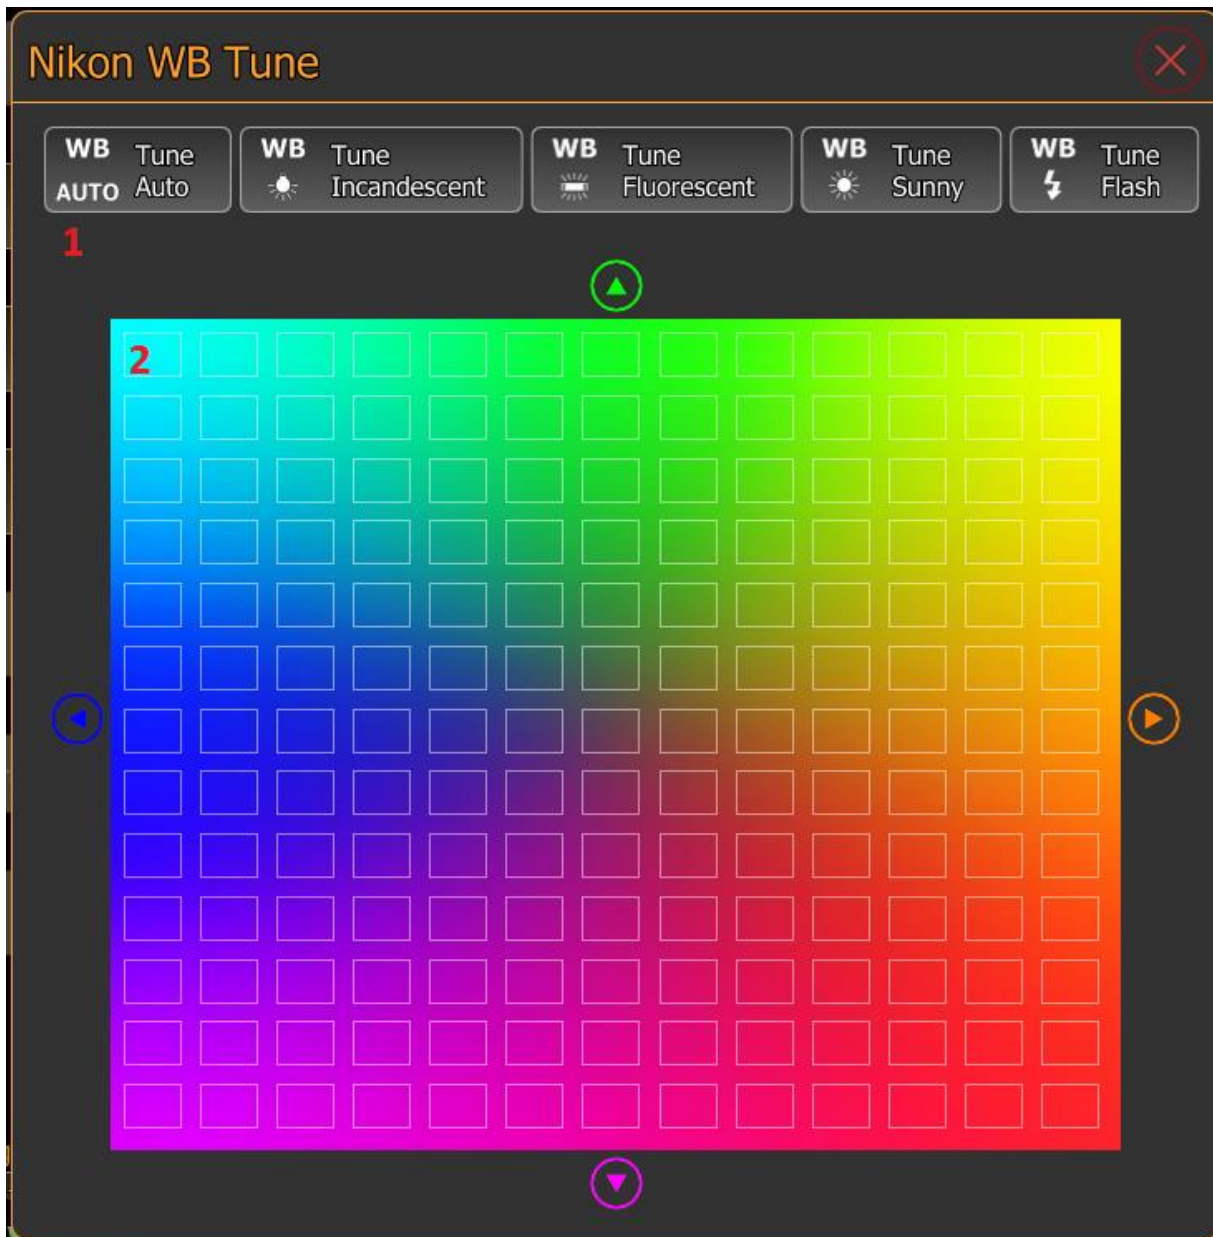 Nikon WB Tune
WB Tune
AUTO Auto
WB Tune
Incandescent
WB Tune
Fluorescent
WB Tune
Sunny
WB Tune
Flash
1
2